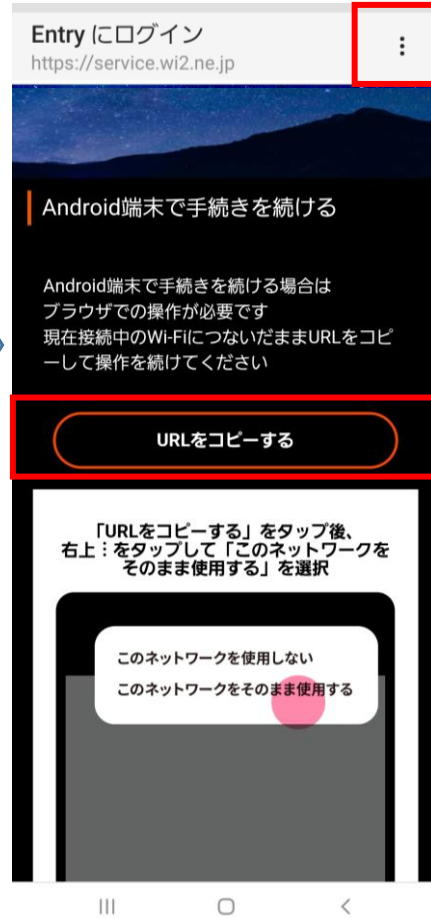 Entry にログイン
https://service.wi2.ne.jp
Android端末で手続きを続ける
Android端末で手続きを続ける場合は
ブラウザでの操作が必要です
現在接続中のWi-FiにつないだままURLをコピ
ーして操作を続けてください
URLをコピーする
「URLをコピーする」をタップ後、
右上⋮をタップして「このネットワークを
そのまま使用する」を選択
このネットワークを使用しない
このネットワークをそのまま使用する